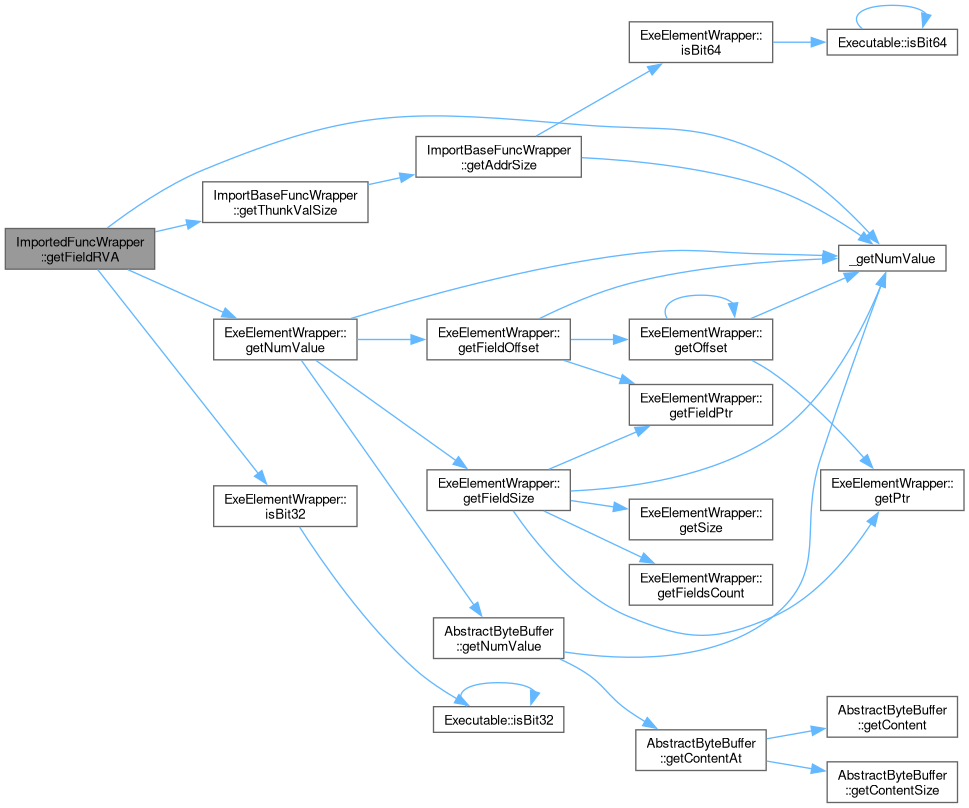 ExeElementWrapper::
isBit64
Executable::isBit64
ImportBaseFuncWrapper
::getAddrSize
ImportBaseFuncWrapper
::getThunkValSize
ImportedFuncWrapper
::getFieldRVA
_getNumValue
ExeElementWrapper::
getNumValue
ExeElementWrapper::
getFieldOffset
ExeElementWrapper::
getOffset
ExeElementWrapper::
getFieldPtr
ExeElementWrapper::
getFieldSize
ExeElementWrapper::
getPtr
ExeElementWrapper::
isBit32
ExeElementWrapper::
getSize
ExeElementWrapper::
getFieldsCount
AbstractByteBuffer
::getNumValue
Executable::isBit32
AbstractByteBuffer
::getContent
AbstractByteBuffer
::getContentAt
AbstractByteBuffer
::getContentSize